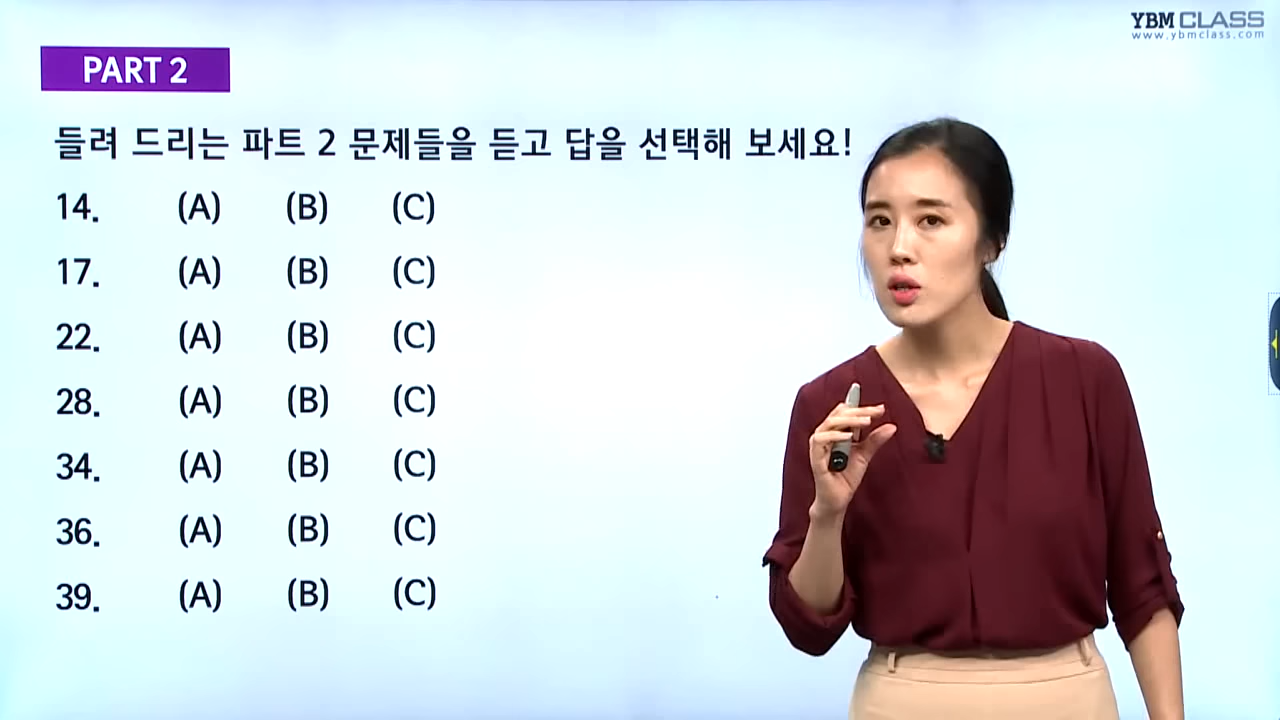 YBM CLASS
www.ybmclass.com
PART 2
들려 드리는 파트 2 문제들을 듣고 답을 선택해 보세요!
14. (A) (B) (C)
17. (A) (B) (C)
22. (A) (B) (C)
28. (A) (B) (C)
34. (A) (B) (C)
36. (A) (B) (C)
39. (A) (B) (C)